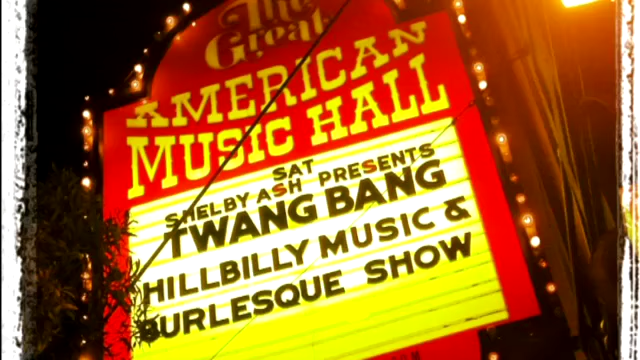 The
Great
AMERICAN
MUSIC HALL
SAT
SHELBY ASH PRESENTS
TWANG BANG
HILLBILLY MUSIC &
BURLESQUE SHOW